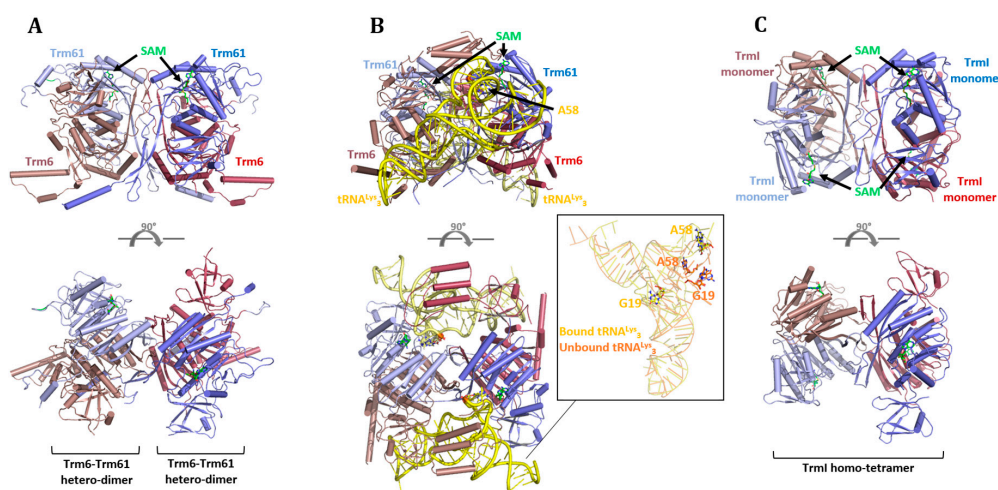 A
Trm61
SAM
Trm61
Trm6
Trm6
90°
Trm6-Trm61
hetero-dimer
Trm6-Trm61
hetero-dimer
B
SAM
Trm61
Trm61
A58
Trm6
Trm6
tRNAᴸʸˢ₃
tRNAᴸʸˢ₃
90°
A58
A58
G19
G19
Bound tRNAᴸʸˢ₃
Unbound tRNAᴸʸˢ₃
C
TrmI
monomer
SAM
TrmI
monome
TrmI
monomer
SAM
TrmI
monomer
90°
TrmI homo-tetramer